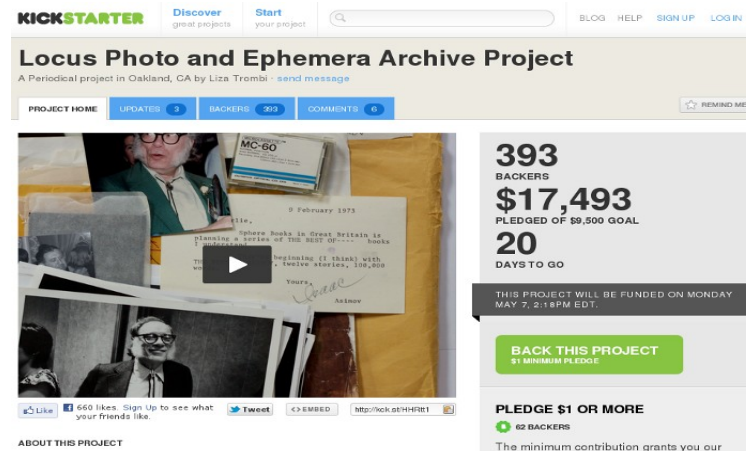 KICKSTARTER
Discover
great projects
Start
your project
BLOG HELP SIGN UP LOG IN
Locus Photo and Ephemera Archive Project
A Periodical project in Oakland, CA by Liza Trombi · send message
PROJECT HOME
UPDATES 3
BACKERS 393
COMMENTS 6
REMIND ME
MC-60
9 February 1973
Sphere Books in Great Britain is
planning a series of THE BEST OF---- books
I understand
beginning (I think) with
twelve stories, 100,000
Yours,
Isaac
Asimov
393
BACKERS
$17,493
PLEDGED OF $9,500 GOAL
20
DAYS TO GO
THIS PROJECT WILL BE FUNDED ON MONDAY
MAY 7, 2:18PM EDT.
BACK THIS PROJECT
$1 MINIMUM PLEDGE
Like
660 likes. Sign Up to see what
your friends like.
Tweet
<> EMBED
http://kck.st/HHRtt1
PLEDGE $1 OR MORE
62 BACKERS
The minimum contribution grants you our
ABOUT THIS PROJECT